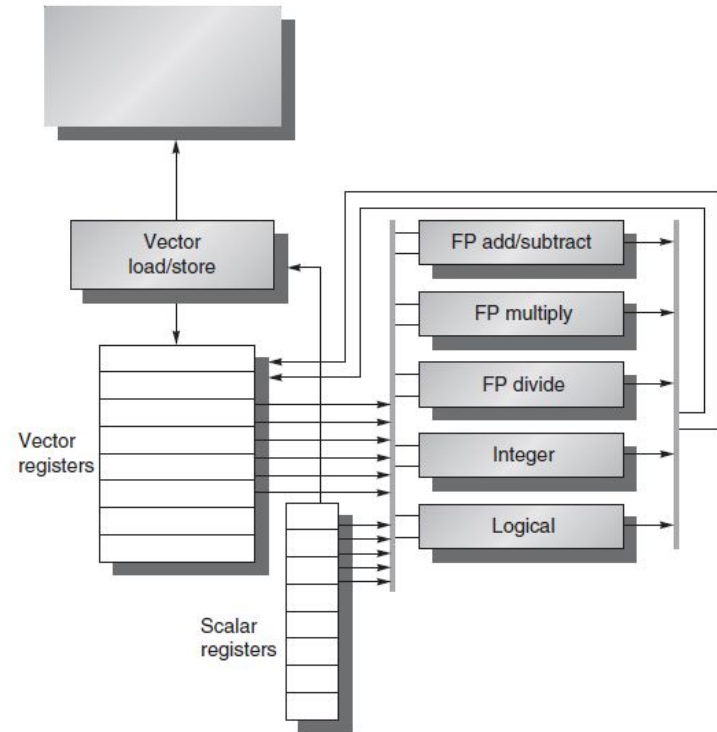 Vector
load/store
FP add/subtract
FP multiply
FP divide
Integer
Logical
Vector
registers
Scalar
registers